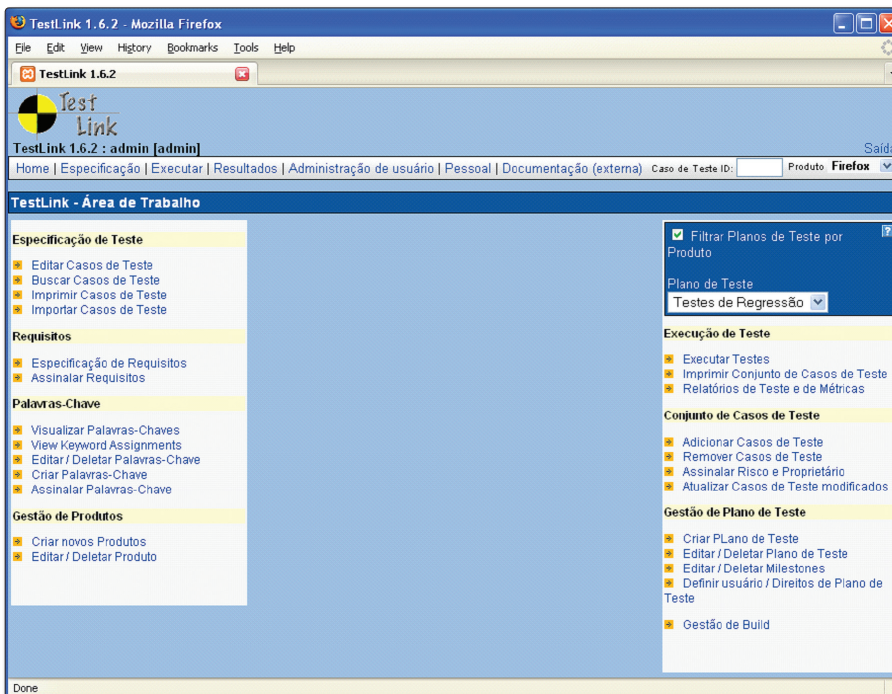 TestLink 1.6.2 - Mozilla Firefox
File Edit View History Bookmarks Tools Help
TestLink 1.6.2
Test
Link
TestLink 1.6.2 : admin [admin]
Home | Especificação | Executar | Resultados | Administração de usuário | Pessoal | Documentação (externa) Caso de Teste ID: Produto Firefox
TestLink - Área de Trabalho
Especificação de Teste
Editar Casos de Teste
Buscar Casos de Teste
Imprimir Casos de Teste
Importar Casos de Teste
Requisitos
Especificação de Requisitos
Assinalar Requisitos
Palavras-Chave
Visualizar Palavras-Chaves
View Keyword Assignments
Editar / Deletar Palavras-Chave
Criar Palavras-Chave
Assinalar Palavras-Chave
Gestão de Produtos
Criar novos Produtos
Editar / Deletar Produto
Filtrar Planos de Teste por
Produto
?
Plano de Teste
Testes de Regressão
Execução de Teste
Executar Testes
Imprimir Conjunto de Casos de Teste
Relatórios de Teste e de Métricas
Conjunto de Casos de Teste
Adicionar Casos de Teste
Remover Casos de Teste
Assinalar Risco e Proprietário
Atualizar Casos de Teste modificados
Gestão de Plano de Teste
Criar PLano de Teste
Editar / Deletar Plano de Teste
Editar / Deletar Milestones
Definir usuário / Direitos de Plano de
Teste
Gestão de Build
Done